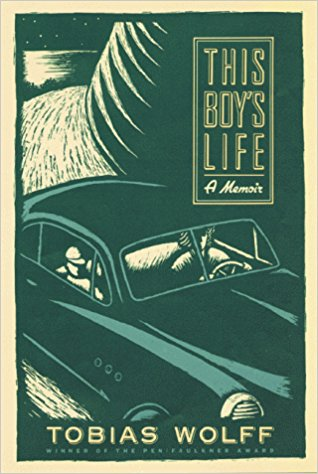 THIS
BOY'S
LIFE
A Memoir
TOBIAS WOLFF
WINNER OF THE PEN/FAULKNER AWARD